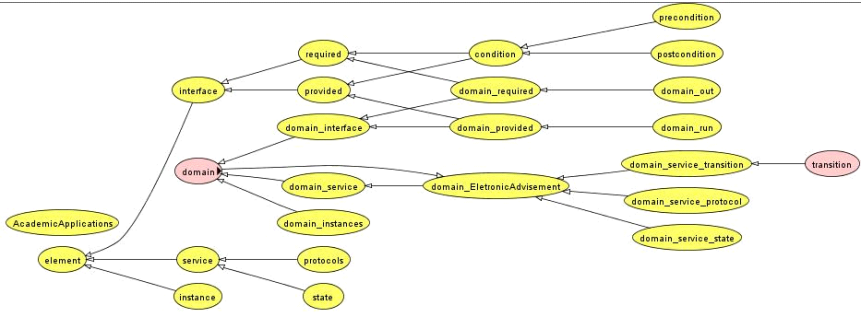 precondition
required
condition
postcondition
interface
provided
domain_required
domain_out
domain_interface
domain_provided
domain_run
domain
domain_service_transition
transition
domain_service
domain_EletronicAdvisement
domain_service_protocol
domain_instances
AcademicApplications
domain_service_state
element
service
protocols
instance
state